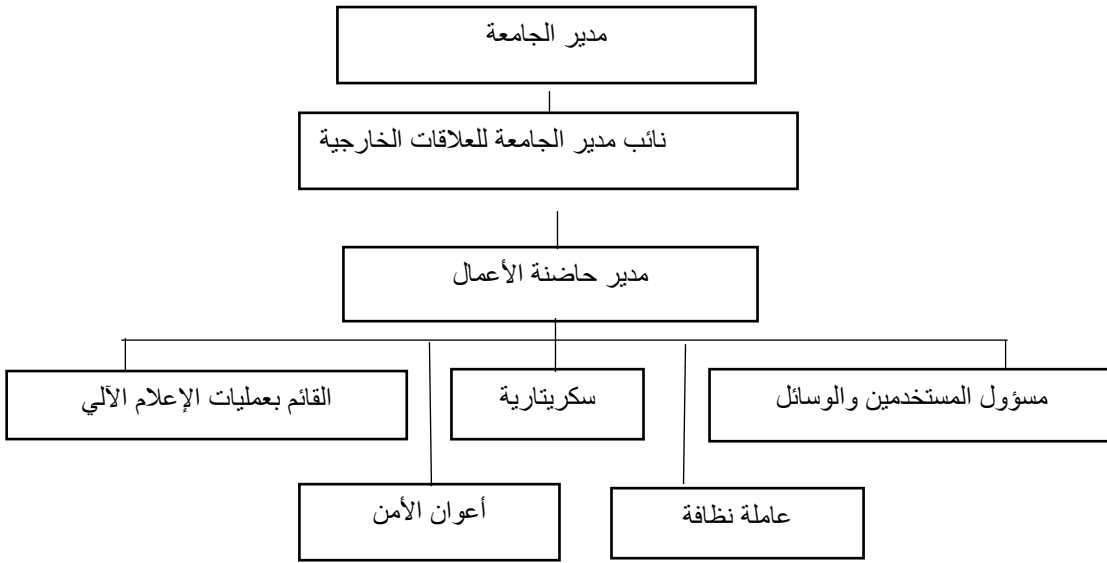 مدير الجامعة
نائب مدير الجامعة للعلاقات الخارجية
مدير حاضنة الأعمال
مسؤول المستخدمين والوسائل
سكريتارية
القائم بعمليات الإعلام الآلي
عاملة نظافة
أعوان الأمن